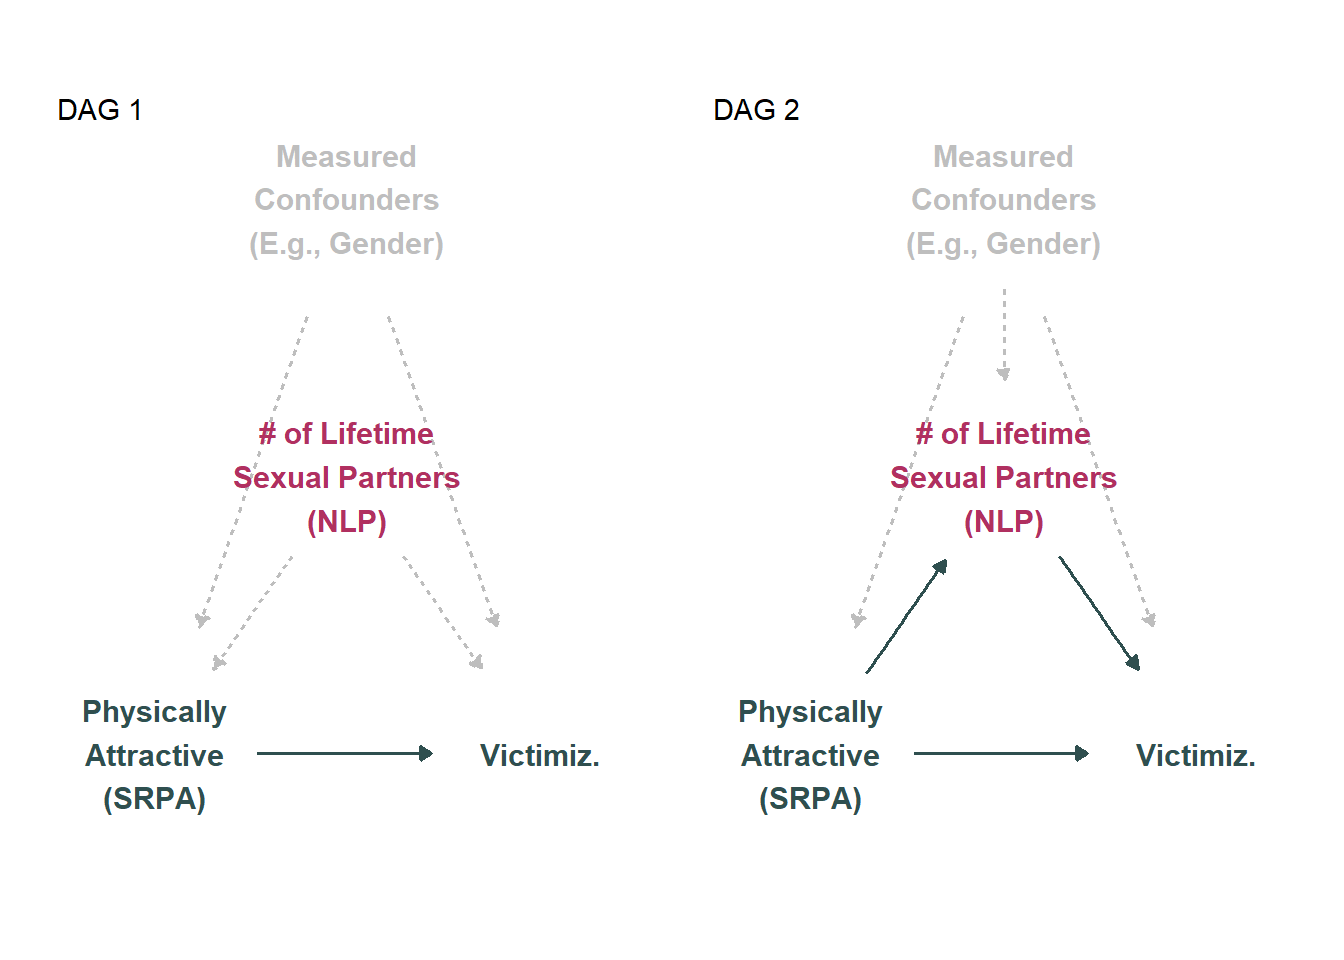 DAG 1
Measured
Confounders
(E.g., Gender)
# of Lifetime
Sexual Partners
(NLP)
Physically
Attractive
(SRPA)
Victimiz.
DAG 2
Measured
Confounders
(E.g., Gender)
# of Lifetime
Sexual Partners
(NLP)
Physically
Attractive
(SRPA)
Victimiz.